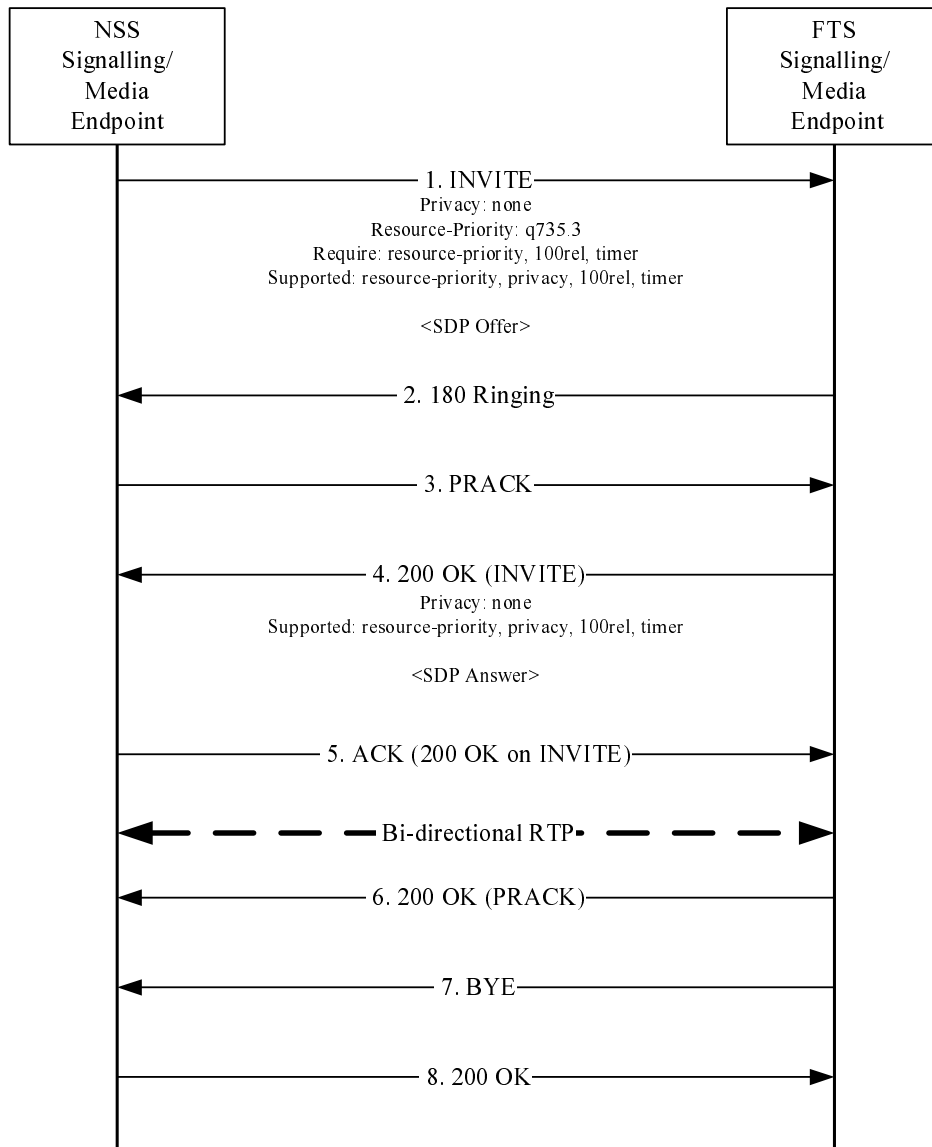 NSS
Signalling/
Media
Endpoint
FTS
Signalling/
Media
Endpoint
1. INVITE
Privacy: none
Resource-Priority: q735.3
Require: resource-priority, 100rel, timer
Supported: resource-priority, privacy, 100rel, timer
<SDP Offer>
2. 180 Ringing
3. PRACK
4. 200 OK (INVITE)
Privacy: none
Supported: resource-priority, privacy, 100rel, timer
<SDP Answer>
5. ACK (200 OK on INVITE)
Bi-directional RTP
6. 200 OK (PRACK)
7. BYE
8. 200 OK